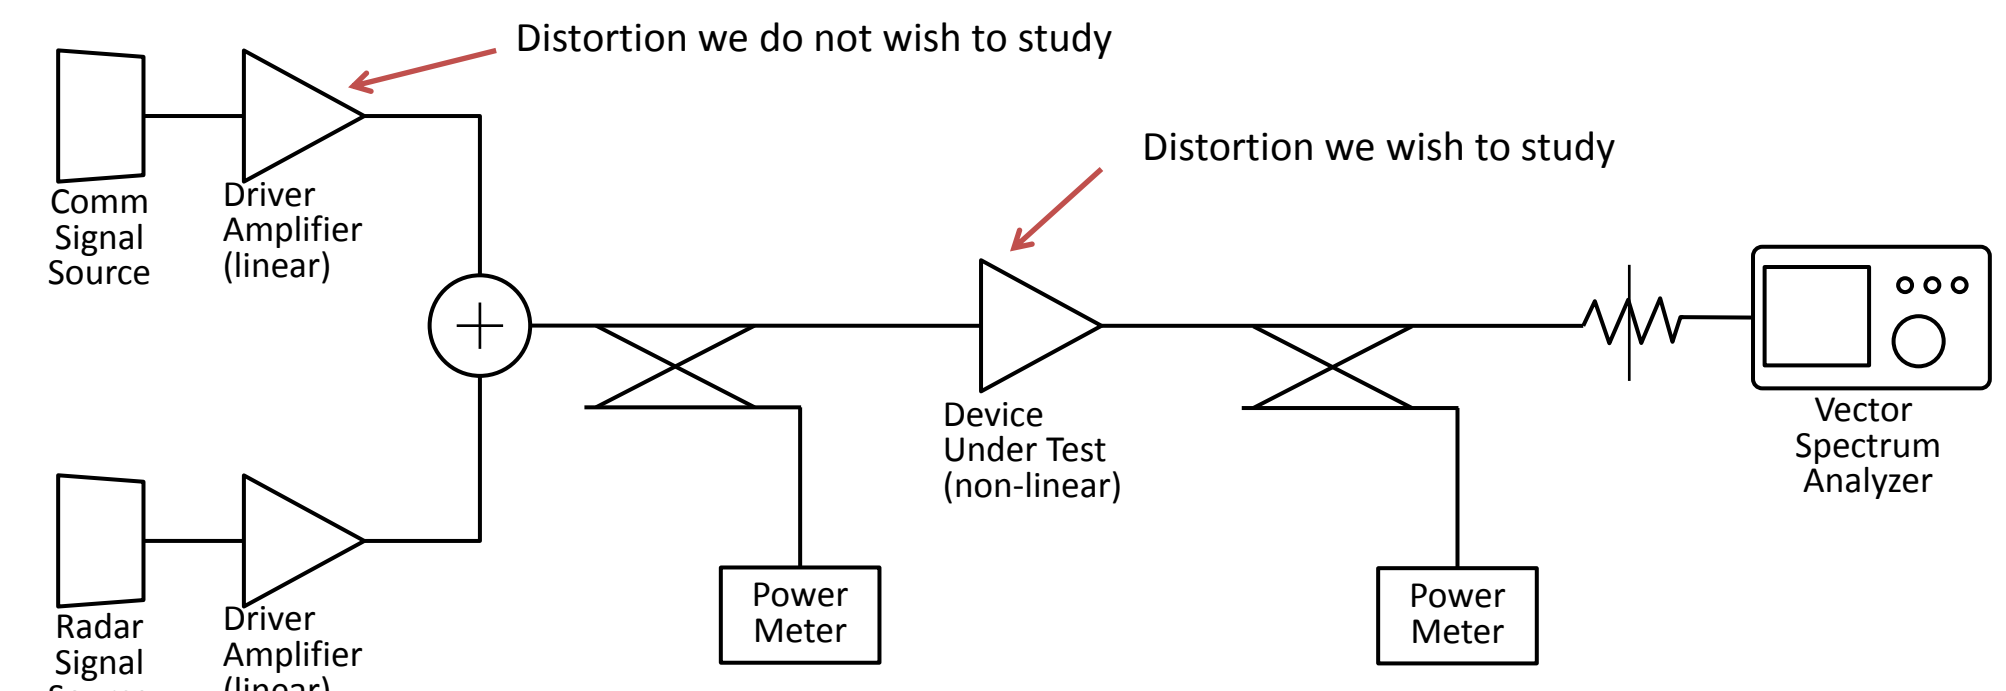 Distortion we do not wish to study
Distortion we wish to study
Comm
Signal
Source
Driver
Amplifier
(linear)
Device
Under Test
(non-linear)
Vector
Spectrum
Analyzer
Power
Meter
Power
Meter
Radar
Signal
Driver
Amplifier
(linear)